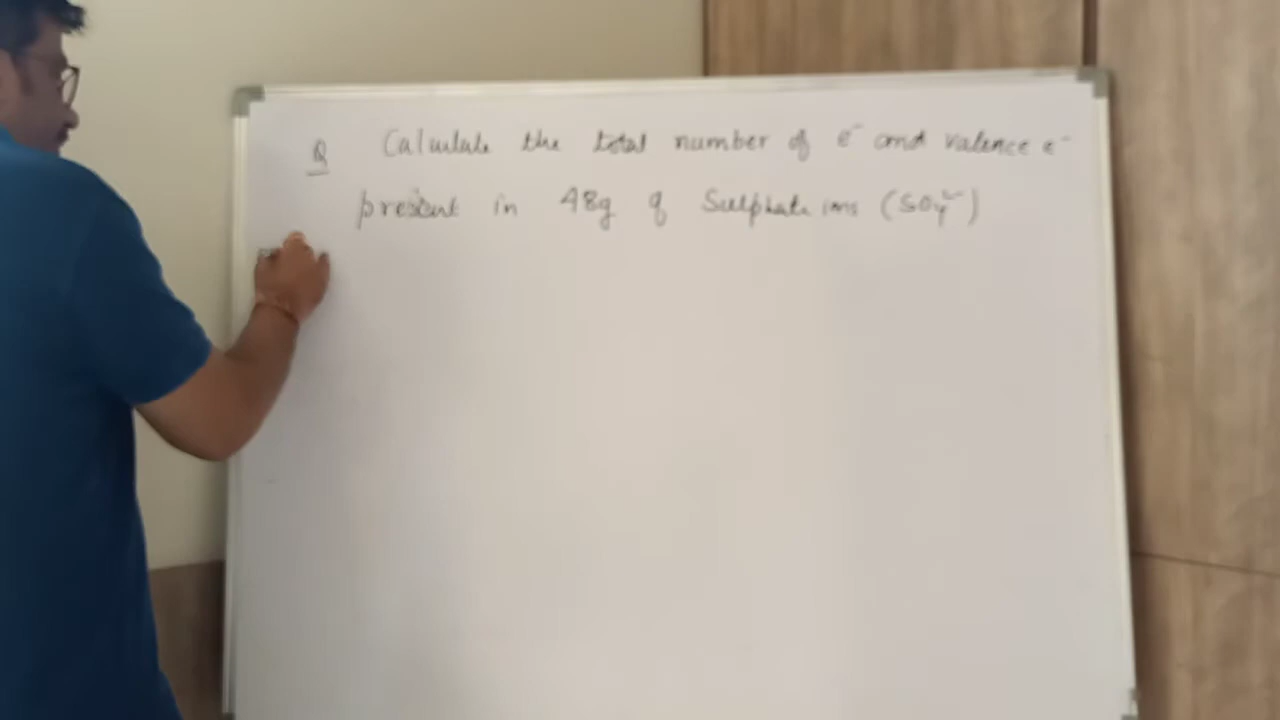 Q Calculate the total number of e⁻ and valence e⁻
present in 48g of Sulphate ions (SO₄²⁻)